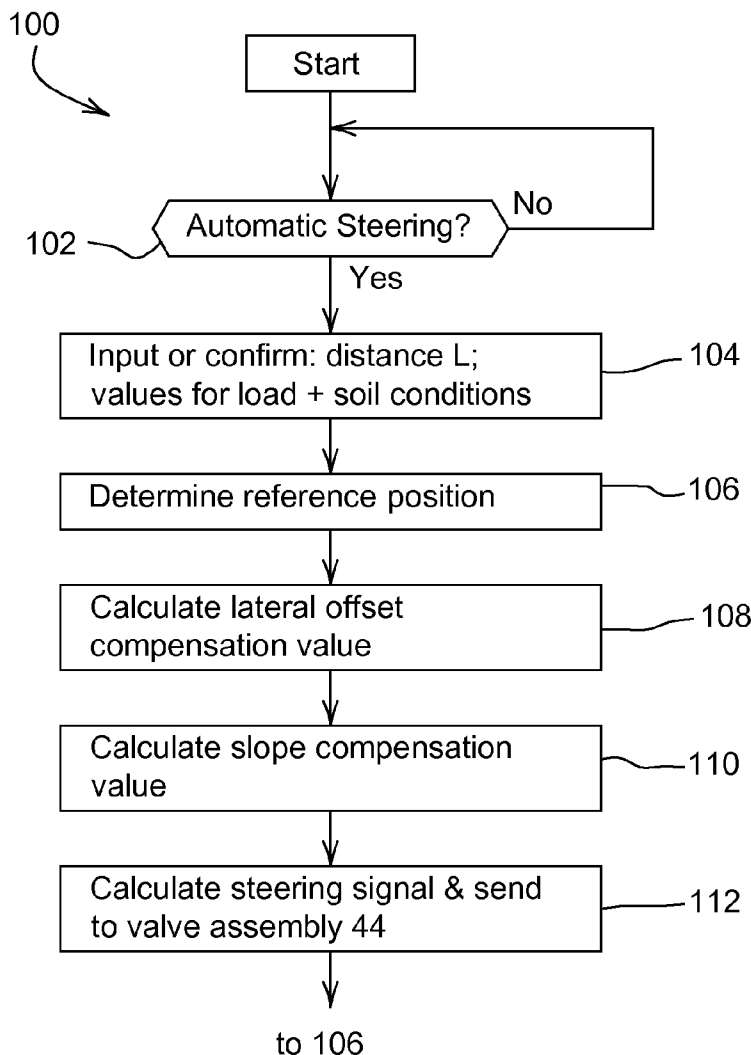 100
Start
Automatic Steering?
No
102
Yes
Input or confirm: distance L;
values for load + soil conditions
104
Determine reference position
106
Calculate lateral offset
compensation value
108
Calculate slope compensation
value
110
Calculate steering signal & send
to valve assembly 44
112
to 106